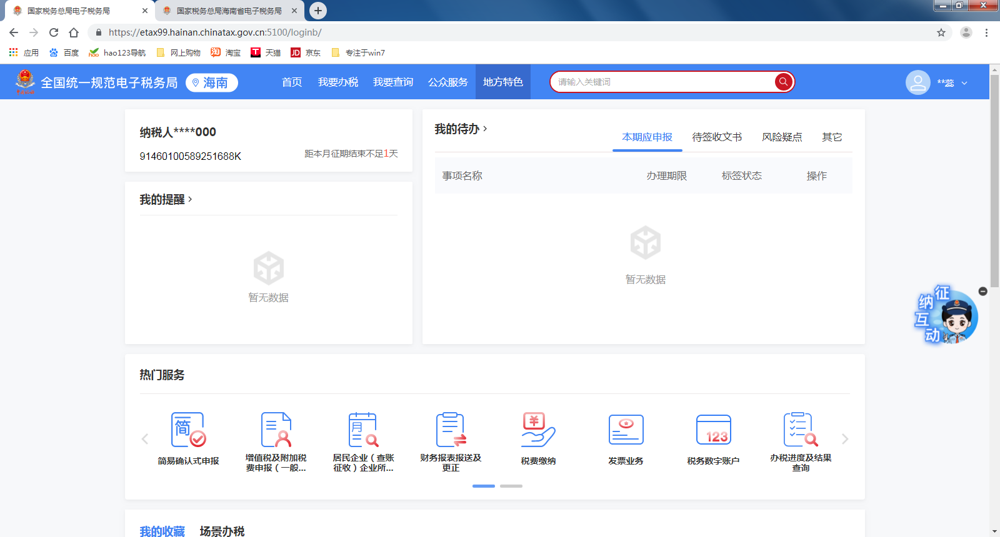 国家税务总局电子税务局
国家税务总局海南省电子税务局
https://etax99.hainan.chinatax.gov.cn:5100/loginb/
应用 百度 hao123导航 网上购物 淘宝 天猫 京东 专注于win7
全国统一规范电子税务局 海南 首页 我要办税 我要查询 公众服务 地方特色 请输入关键词 **蕊
纳税人****000
91460100589251688K 距本月征期结束不足1天
我的提醒
暂无数据
我的待办 本期应申报 待签收文书 风险疑点 其它
事项名称 办理期限 标签状态 操作
暂无数据
征
纳
互
动
热门服务
简易确认式申报
增值税及附加税
费申报（一般...
居民企业（查账
征收）企业所...
财务报表报送及
更正
税费缴纳
发票业务
税务数字账户
办税进度及结果
查询
我的收藏 场景办税